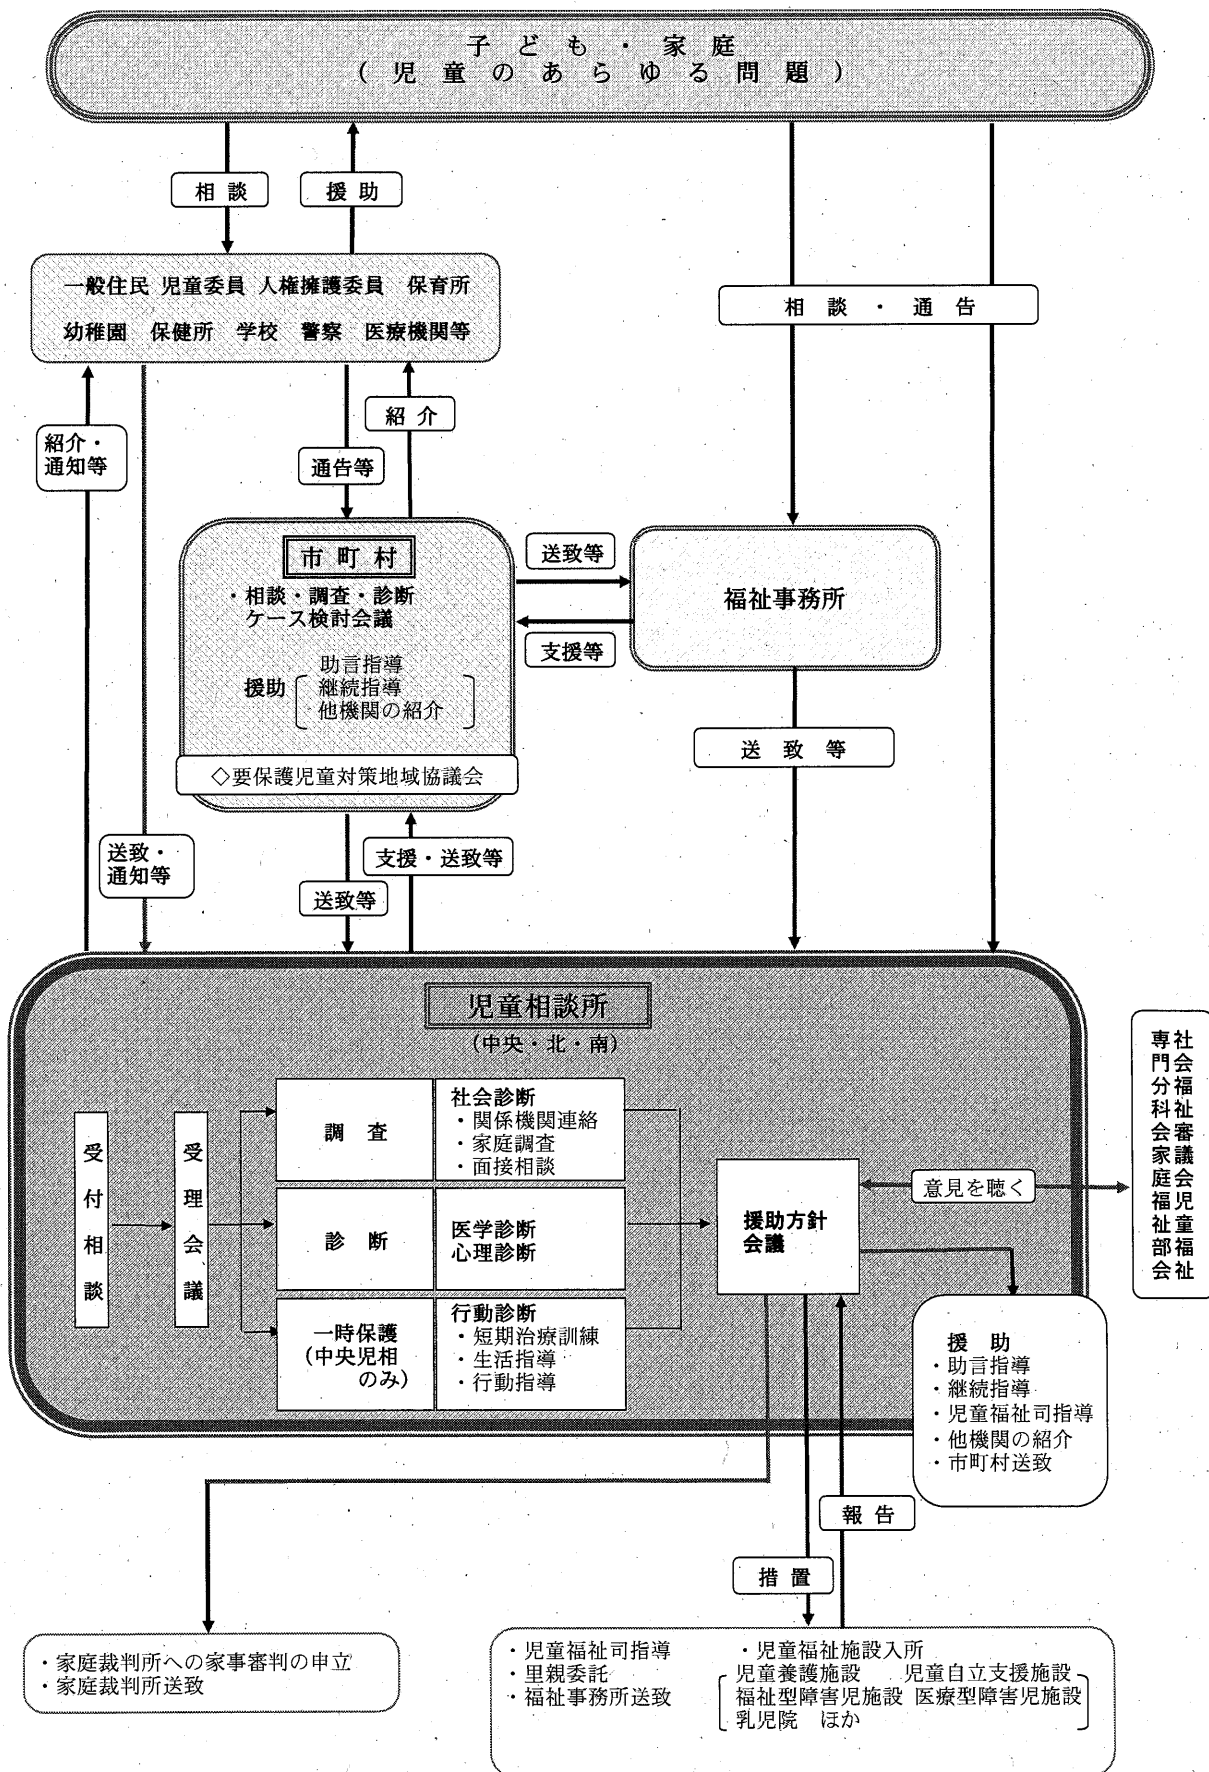 子ども・家庭
(児童のあらゆる問題)
相談
援助
一般住民 児童委員 人権擁護委員 保育所
幼稚園 保健所 学校 警察 医療機関等
相談・通告
紹介・
通知等
紹介
通告等
市町村
・相談・調査・診断
ケース検討会議
助言指導
援助 継続指導
他機関の紹介
◇要保護児童対策地域協議会
送致等
支援等
福祉事務所
送致等
送致・
通知等
支援・送致等
送致等
児童相談所
(中央・北・南)
受付相談
受理会議
調査
社会診断
・関係機関連絡
・家庭調査
・面接相談
診断
医学診断
心理診断
一時保護
(中央児相
のみ)
行動診断
・短期治療訓練
・生活指導
・行動指導
援助方針
会議
意見を聴く
社会福祉審議会児童福祉
専門分科会家庭福祉部会
援助
・助言指導
・継続指導
・児童福祉司指導
・他機関の紹介
・市町村送致
報告
措置
・家庭裁判所への家事審判の申立
・家庭裁判所送致
・児童福祉司指導
・里親委託
・福祉事務所送致
・児童福祉施設入所
児童養護施設 児童自立支援施設
福祉型障害児施設 医療型障害児施設
乳児院 ほか